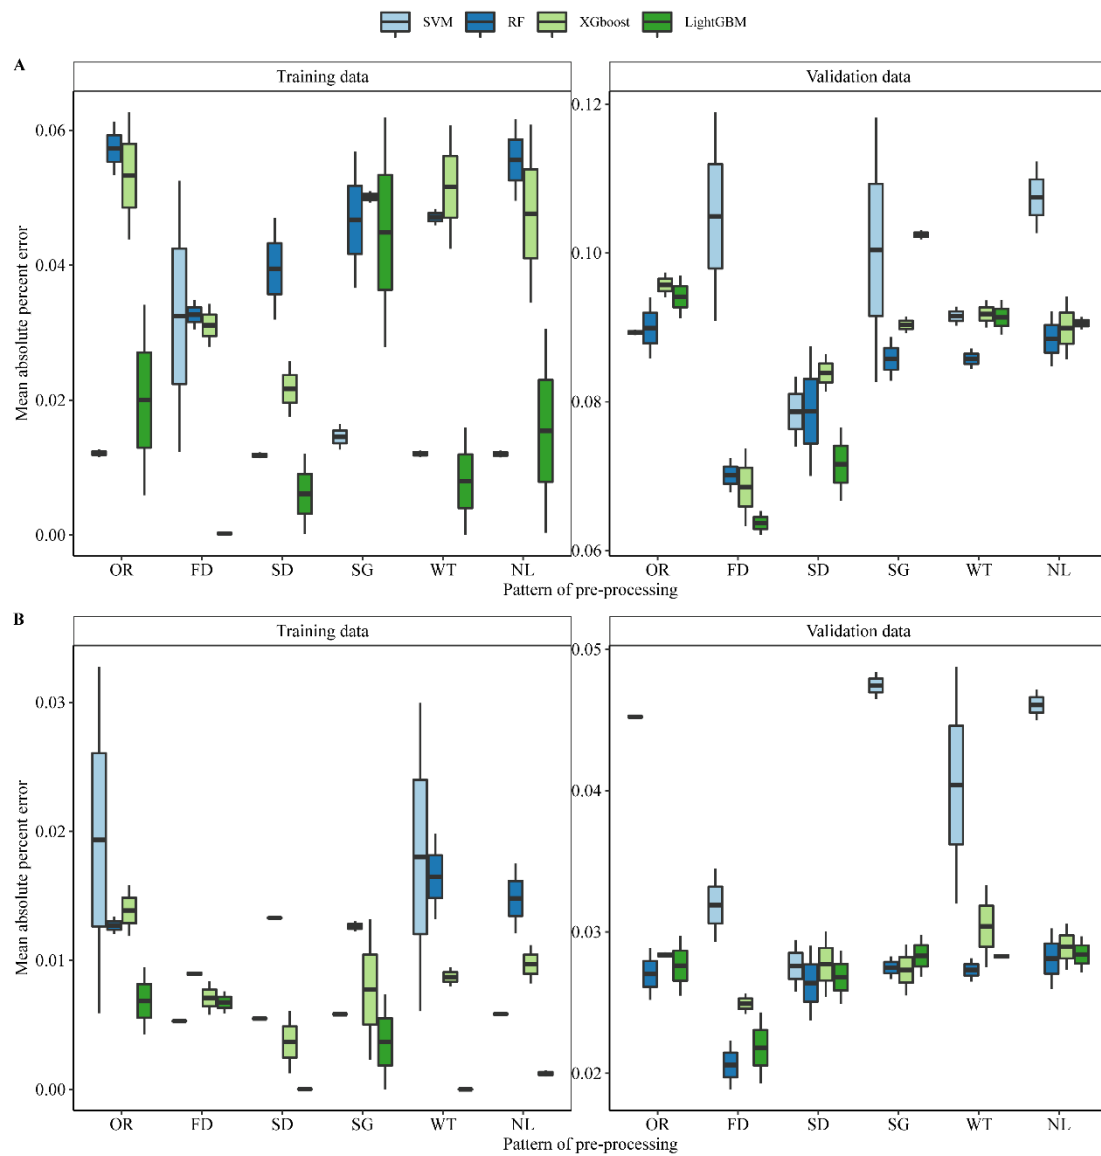 SVM RF XGboost LightGBM
A
Training data Validation data
Mean absolute percent error
0.06
0.04
0.02
0.00
0.12
0.10
0.08
0.06
OR FD SD SG WT NL OR FD SD SG WT NL
Pattern of pre-processing
B
Training data Validation data
Mean absolute percent error
0.03
0.02
0.01
0.00
0.05
0.04
0.03
0.02
OR FD SD SG WT NL OR FD SD SG WT NL
Pattern of pre-processing